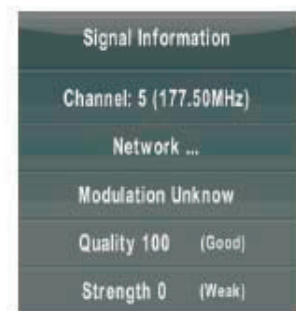 Signal Information
Channel: 5 (177.50MHz)
Network ...
Modulation Unknow
Quality 100 (Good)
Strength 0 (Weak)